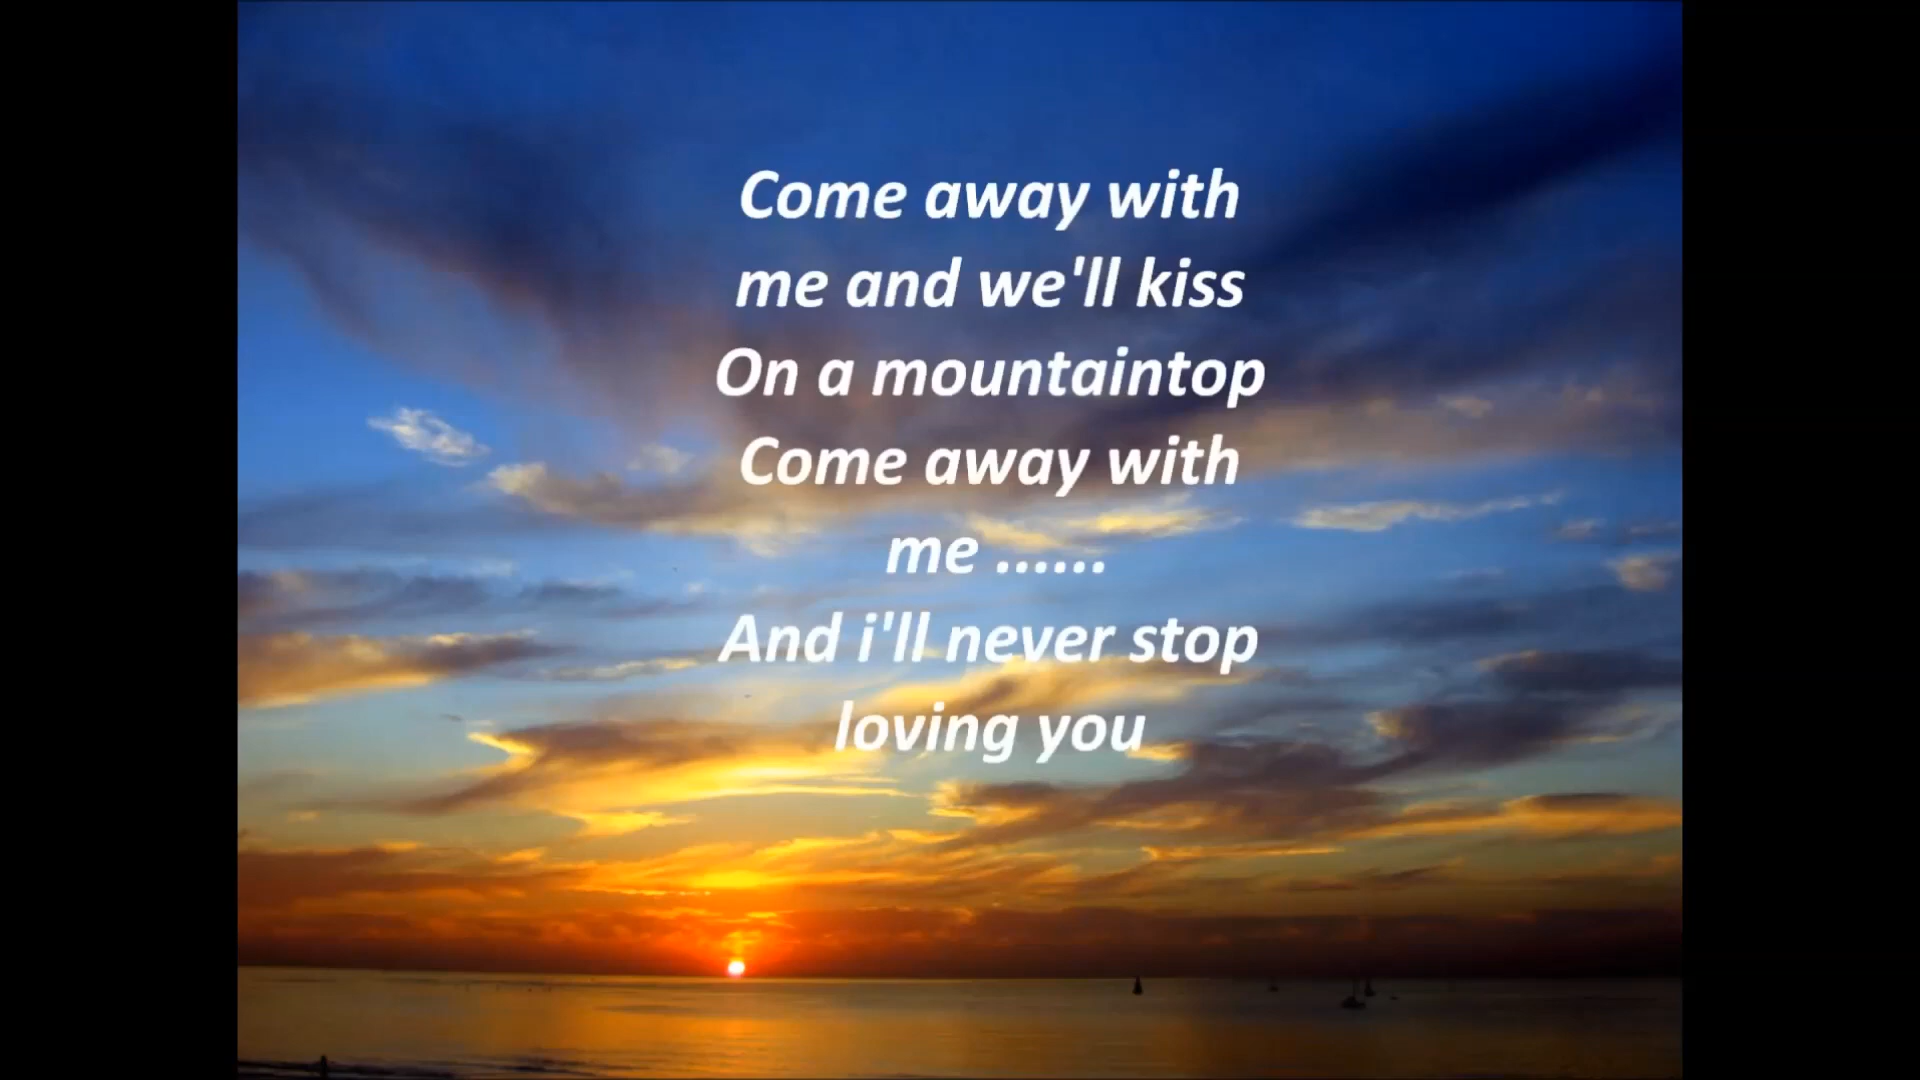 Come away with
me and we'll kiss
On a mountaintop
Come away with
me ......
And i'll never stop
loving you